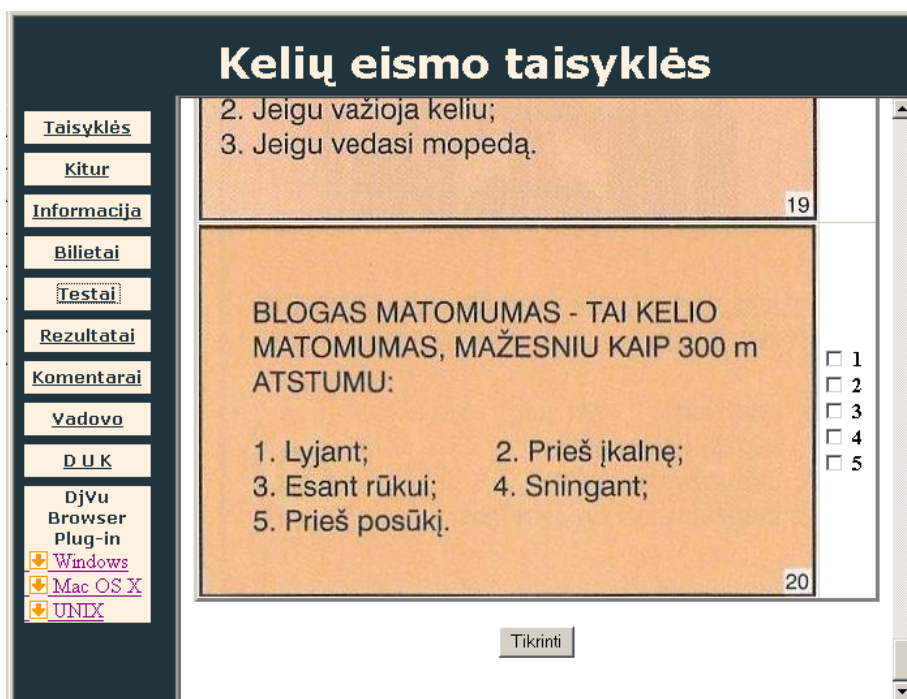 Kelių eismo taisyklės
Taisyklės
Kitur
Informacija
Bilietai
Testai
Rezultatai
Komentarai
Vadovo
D U K
DjVu
Browser
Plug-in
Windows
Mac OS X
UNIX
2. Jeigu važioja keliu;
3. Jeigu vedasi mopedą.
19
BLOGAS MATOMUMAS - TAI KELIO
MATOMUMAS, MAŽESNIU KAIP 300 m
ATSTUMU:
1. Lyjant; 2. Prieš įkalnę;
3. Esant rūkui; 4. Sningant;
5. Prieš posūkį.
20
1
2
3
4
5
Tikrinti